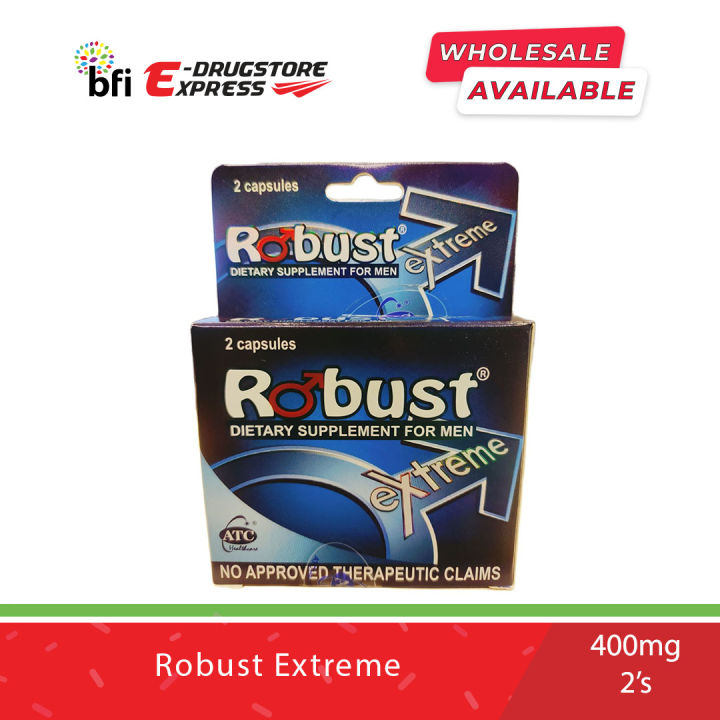 bfi E-DRUGSTORE
EXPRESS
WHOLESALE
AVAILABLE
2 capsules
Robust®
DIETARY SUPPLEMENT FOR MEN
extreme
2 capsules
Robust®
DIETARY SUPPLEMENT FOR MEN
extreme
ATC®
Healthcare
NO APPROVED THERAPEUTIC CLAIMS
Robust Extreme
400mg
2's